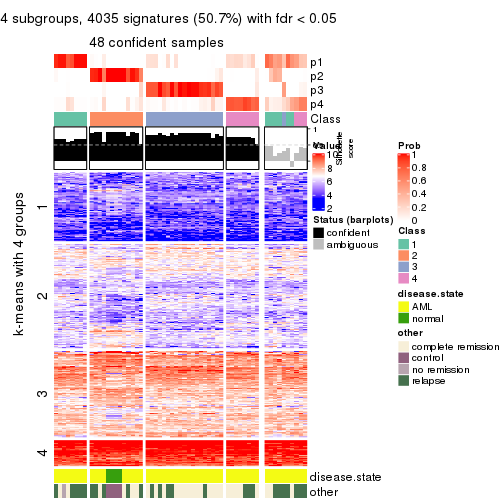 4 subgroups, 4035 signatures (50.7%) with fdr < 0.05
48 confident samples
p1
p2
p3
p4
Class
1
Silhouette
score
Value
10
8
6
4
2
Status (barplots)
confident
ambiguous
Prob
1
0.8
0.6
0.4
0.2
0
Class
1
2
3
4
disease.state
AML
normal
other
complete remission
control
no remission
relapse
k-means with 4 groups
1
2
3
4
disease.state
other